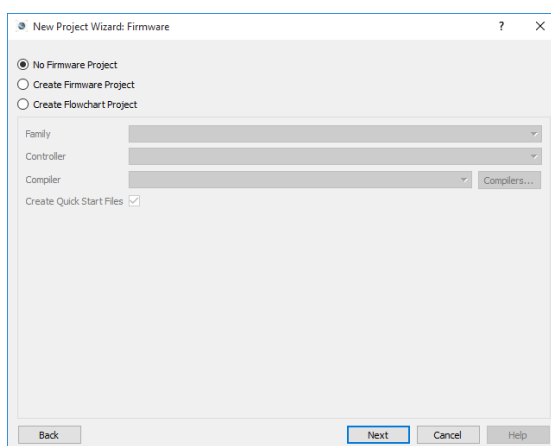 New Project Wizard: Firmware
No Firmware Project
Create Firmware Project
Create Flowchart Project
Family
Controller
Compiler Compilers...
Create Quick Start Files
Back Next Cancel Help